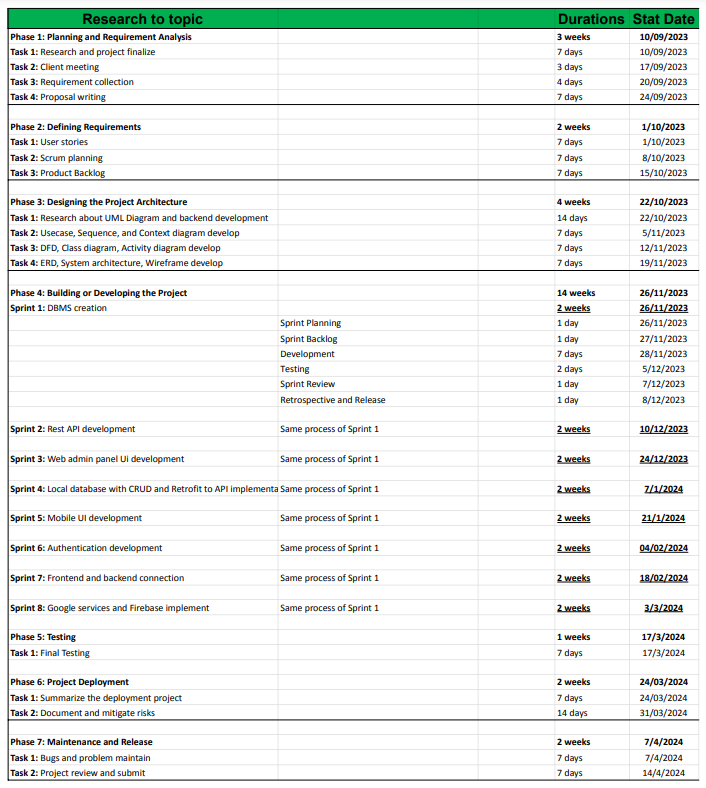 Research to topic Durations Stat Date
Phase 1: Planning and Requirement Analysis 3 weeks 10/09/2023
Task 1: Research and project finalize 7 days 10/09/2023
Task 2: Client meeting 3 days 17/09/2023
Task 3: Requirement collection 4 days 20/09/2023
Task 4: Proposal writing 7 days 24/09/2023
Phase 2: Defining Requirements 2 weeks 1/10/2023
Task 1: User stories 7 days 1/10/2023
Task 2: Scrum planning 7 days 8/10/2023
Task 3: Product Backlog 7 days 15/10/2023
Phase 3: Designing the Project Architecture 4 weeks 22/10/2023
Task 1: Research about UML Diagram and backend development 14 days 22/10/2023
Task 2: Usecase, Sequence, and Context diagram develop 7 days 5/11/2023
Task 3: DFD, Class diagram, Activity diagram develop 7 days 12/11/2023
Task 4: ERD, System architecture, Wireframe develop 7 days 19/11/2023
Phase 4: Building or Developing the Project 14 weeks 26/11/2023
Sprint 1: DBMS creation 2 weeks 26/11/2023
Sprint Planning 1 day 26/11/2023
Sprint Backlog 1 day 27/11/2023
Development 7 days 28/11/2023
Testing 2 days 5/12/2023
Sprint Review 1 day 7/12/2023
Retrospective and Release 1 day 8/12/2023
Sprint 2: Rest API development Same process of Sprint 1 2 weeks 10/12/2023
Sprint 3: Web admin panel Ui development Same process of Sprint 1 2 weeks 24/12/2023
Sprint 4: Local database with CRUD and Retrofit to API implementa Same process of Sprint 1 2 weeks 7/1/2024
Sprint 5: Mobile UI development Same process of Sprint 1 2 weeks 21/1/2024
Sprint 6: Authentication development Same process of Sprint 1 2 weeks 04/02/2024
Sprint 7: Frontend and backend connection Same process of Sprint 1 2 weeks 18/02/2024
Sprint 8: Google services and Firebase implement Same process of Sprint 1 2 weeks 3/3/2024
Phase 5: Testing 1 weeks 17/3/2024
Task 1: Final Testing 7 days 17/3/2024
Phase 6: Project Deployment 2 weeks 24/03/2024
Task 1: Summarize the deployment project 7 days 24/03/2024
Task 2: Document and mitigate risks 14 days 31/03/2024
Phase 7: Maintenance and Release 2 weeks 7/4/2024
Task 1: Bugs and problem maintain 7 days 7/4/2024
Task 2: Project review and submit 7 days 14/4/2024